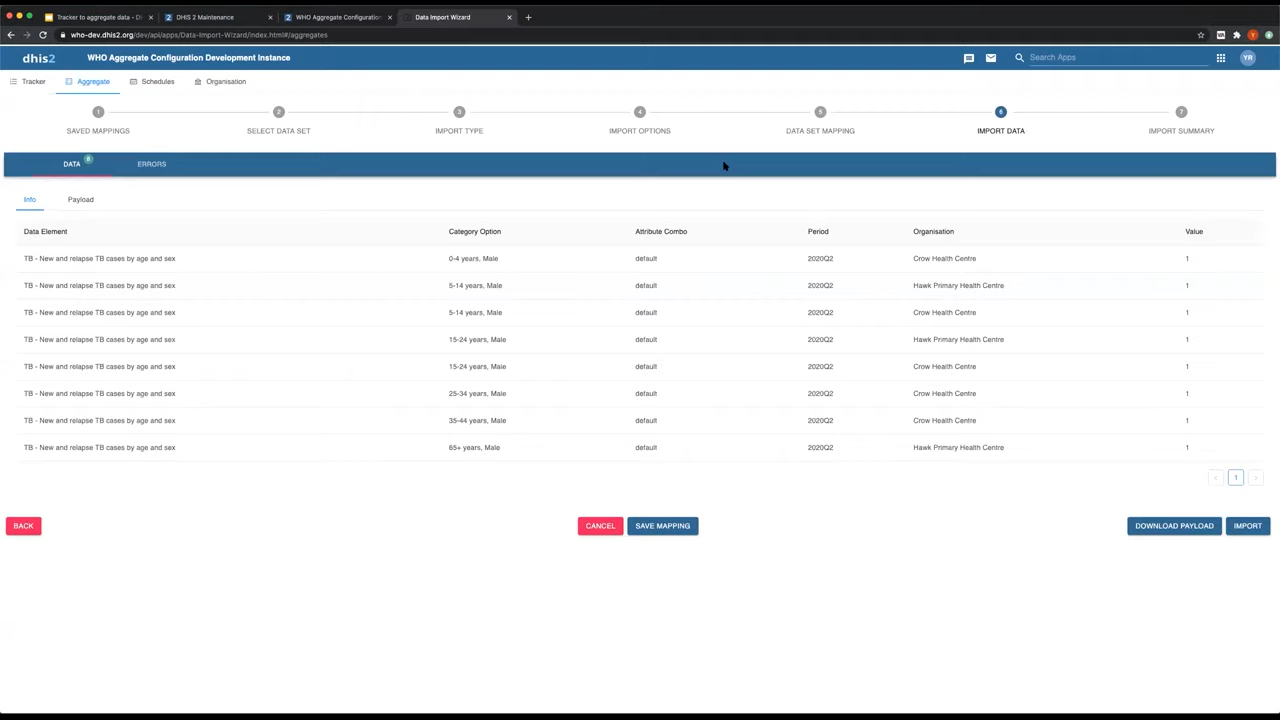 Tracker to aggregate data - DH
DHIS 2 Maintenance
WHO Aggregate Configuration
Data Import Wizard
who-dev.dhis2.org/dev/api/apps/Data-Import-Wizard/index.html#/aggregates
dhis2
WHO Aggregate Configuration Development Instance
Search Apps
YR
Tracker
Aggregate
Schedules
Organisation
1 2 3 4 5 6 7
SAVED MAPPINGS SELECT DATA SET IMPORT TYPE IMPORT OPTIONS DATA SET MAPPING IMPORT DATA IMPORT SUMMARY
DATA 8 ERRORS
Info Payload
Data Element Category Option Attribute Combo Period Organisation Value
TB - New and relapse TB cases by age and sex 0-4 years, Male default 2020Q2 Crow Health Centre 1
TB - New and relapse TB cases by age and sex 5-14 years, Male default 2020Q2 Hawk Primary Health Centre 1
TB - New and relapse TB cases by age and sex 5-14 years, Male default 2020Q2 Crow Health Centre 1
TB - New and relapse TB cases by age and sex 15-24 years, Male default 2020Q2 Hawk Primary Health Centre 1
TB - New and relapse TB cases by age and sex 15-24 years, Male default 2020Q2 Crow Health Centre 1
TB - New and relapse TB cases by age and sex 25-34 years, Male default 2020Q2 Crow Health Centre 1
TB - New and relapse TB cases by age and sex 35-44 years, Male default 2020Q2 Crow Health Centre 1
TB - New and relapse TB cases by age and sex 65+ years, Male default 2020Q2 Hawk Primary Health Centre 1
< 1 >
BACK CANCEL SAVE MAPPING DOWNLOAD PAYLOAD IMPORT